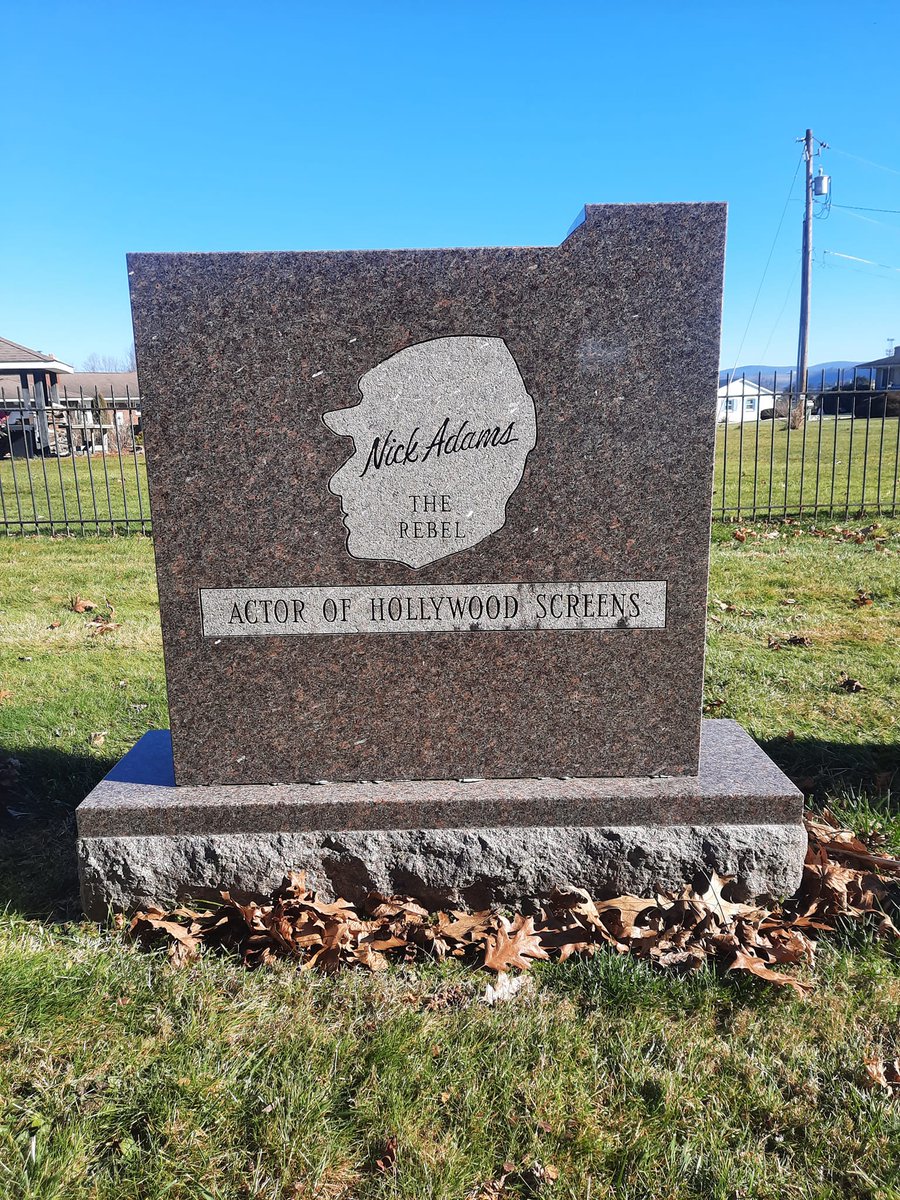 Nick Adams
THE
REBEL
ACTOR OF HOLLYWOOD SCREENS